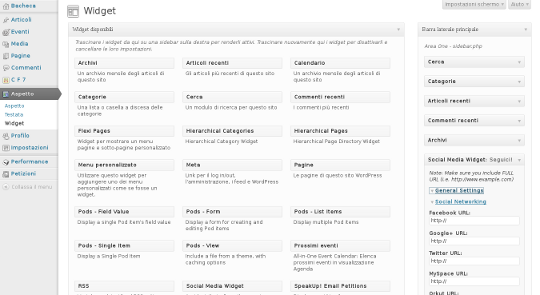 Bacheca
Articoli
Eventi
Media
Pagine
Commenti
C F 7
Aspetto
Aspetto
Testata
Widget
Profilo
Impostazioni
Performance
Petizioni
Collassa il menu
Impostazioni schermo
Aiuto
Widget
Widget disponibili
Trascinare i widget da qui su una sidebar sulla destra per renderli attivi. Trascinare nuovamente qui i widget per disattivarli e
cancellare le loro impostazioni.
Archivi
Un archivio mensile degli articoli di
questo sito
Articoli recenti
Gli articoli più recenti di questo sito
Calendario
Un archivio mensile degli articoli di
questo sito
Categorie
Una lista o casella a discesa delle
categorie.
Cerca
Un modulo di ricerca per questo sito
Commenti recenti
I commenti più recenti
Flexi Pages
Widget per mostrare un menu
pagine e sotto-pagine personalizzato
Hierarchical Categories
Hierarchical Category Widget
Hierarchical Pages
Hierarchical Page Directory Widget
Menu personalizzato
Utilizzare questo widget per
aggiungere uno dei menu
personalizzati come se fosse un
widget.
Meta
Link per il log in/out,
l'amministrazione, i feed e WordPress
Pagine
Le pagine di questo sito WordPress
Pods - Field Value
Display a single Pod item's field value
Pods - Form
Display a form for creating and
editing Pod items
Pods - List Items
Display multiple Pod items
Pods - Single Item
Display a Single Pod Item
Pods - View
Include a file from a theme, with
caching options
Prossimi eventi
All-in-One Event Calendar: Elenca
prossimi eventi in visualizzazione
Agenda
RSS
Social Media Widget
SpeakUp! Email Petitions
Barra laterale principale
Area One - sidebar.php
Cerca
Categorie
Articoli recenti
Commenti recenti
Archivi
Social Media Widget: Seguici!
Note: Make sure you include FULL
URL (i.e. http://www.example.com)
General Settings
Social Networking
Facebook URL:
http://
Google+ URL:
http://
Twitter URL:
http://
MySpace URL:
http://
Orkut URL: